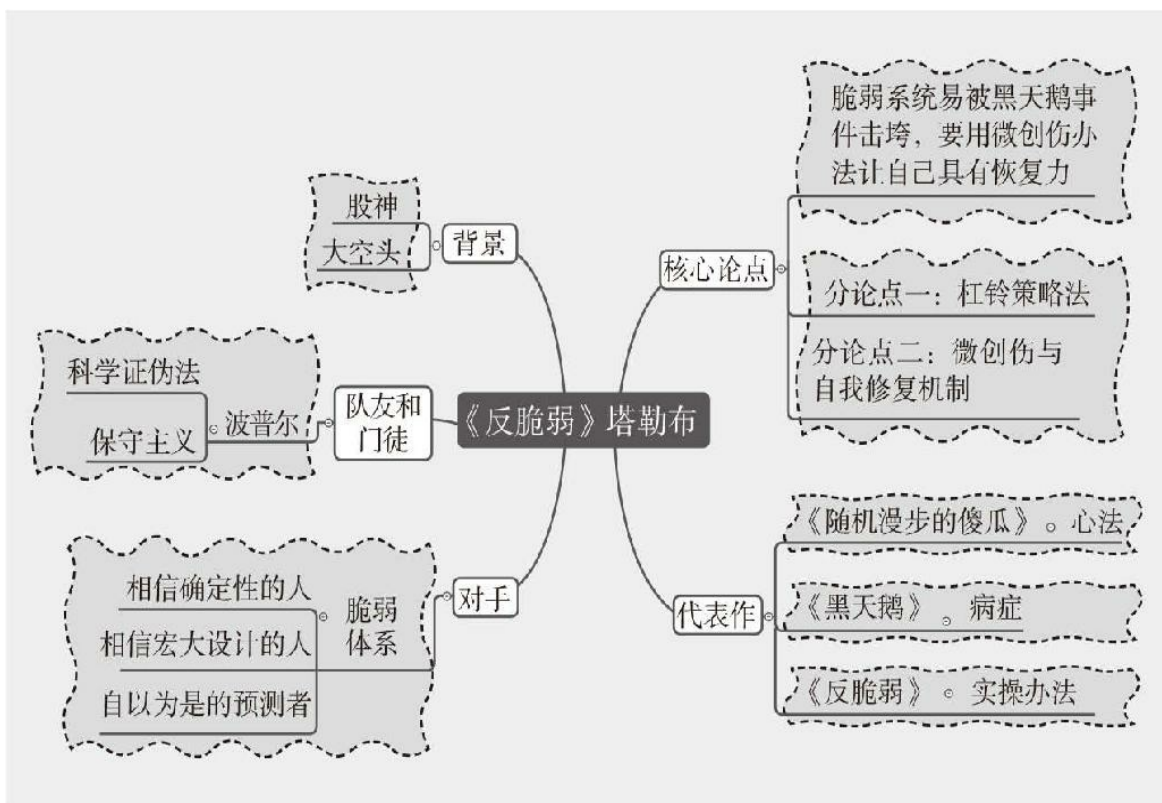 《反脆弱》塔勒布
背景
股神
大空头
队友和
门徒
波普尔
科学证伪法
保守主义
对手
脆弱
体系
相信确定性的人
相信宏大设计的人
自以为是的预测者
核心论点
脆弱系统易被黑天鹅事
件击垮，要用微创伤办
法让自己具有恢复力
分论点一：杠铃策略法
分论点二：微创伤与
自我修复机制
代表作
《随机漫步的傻瓜》 心法
《黑天鹅》 病症
《反脆弱》 实操办法